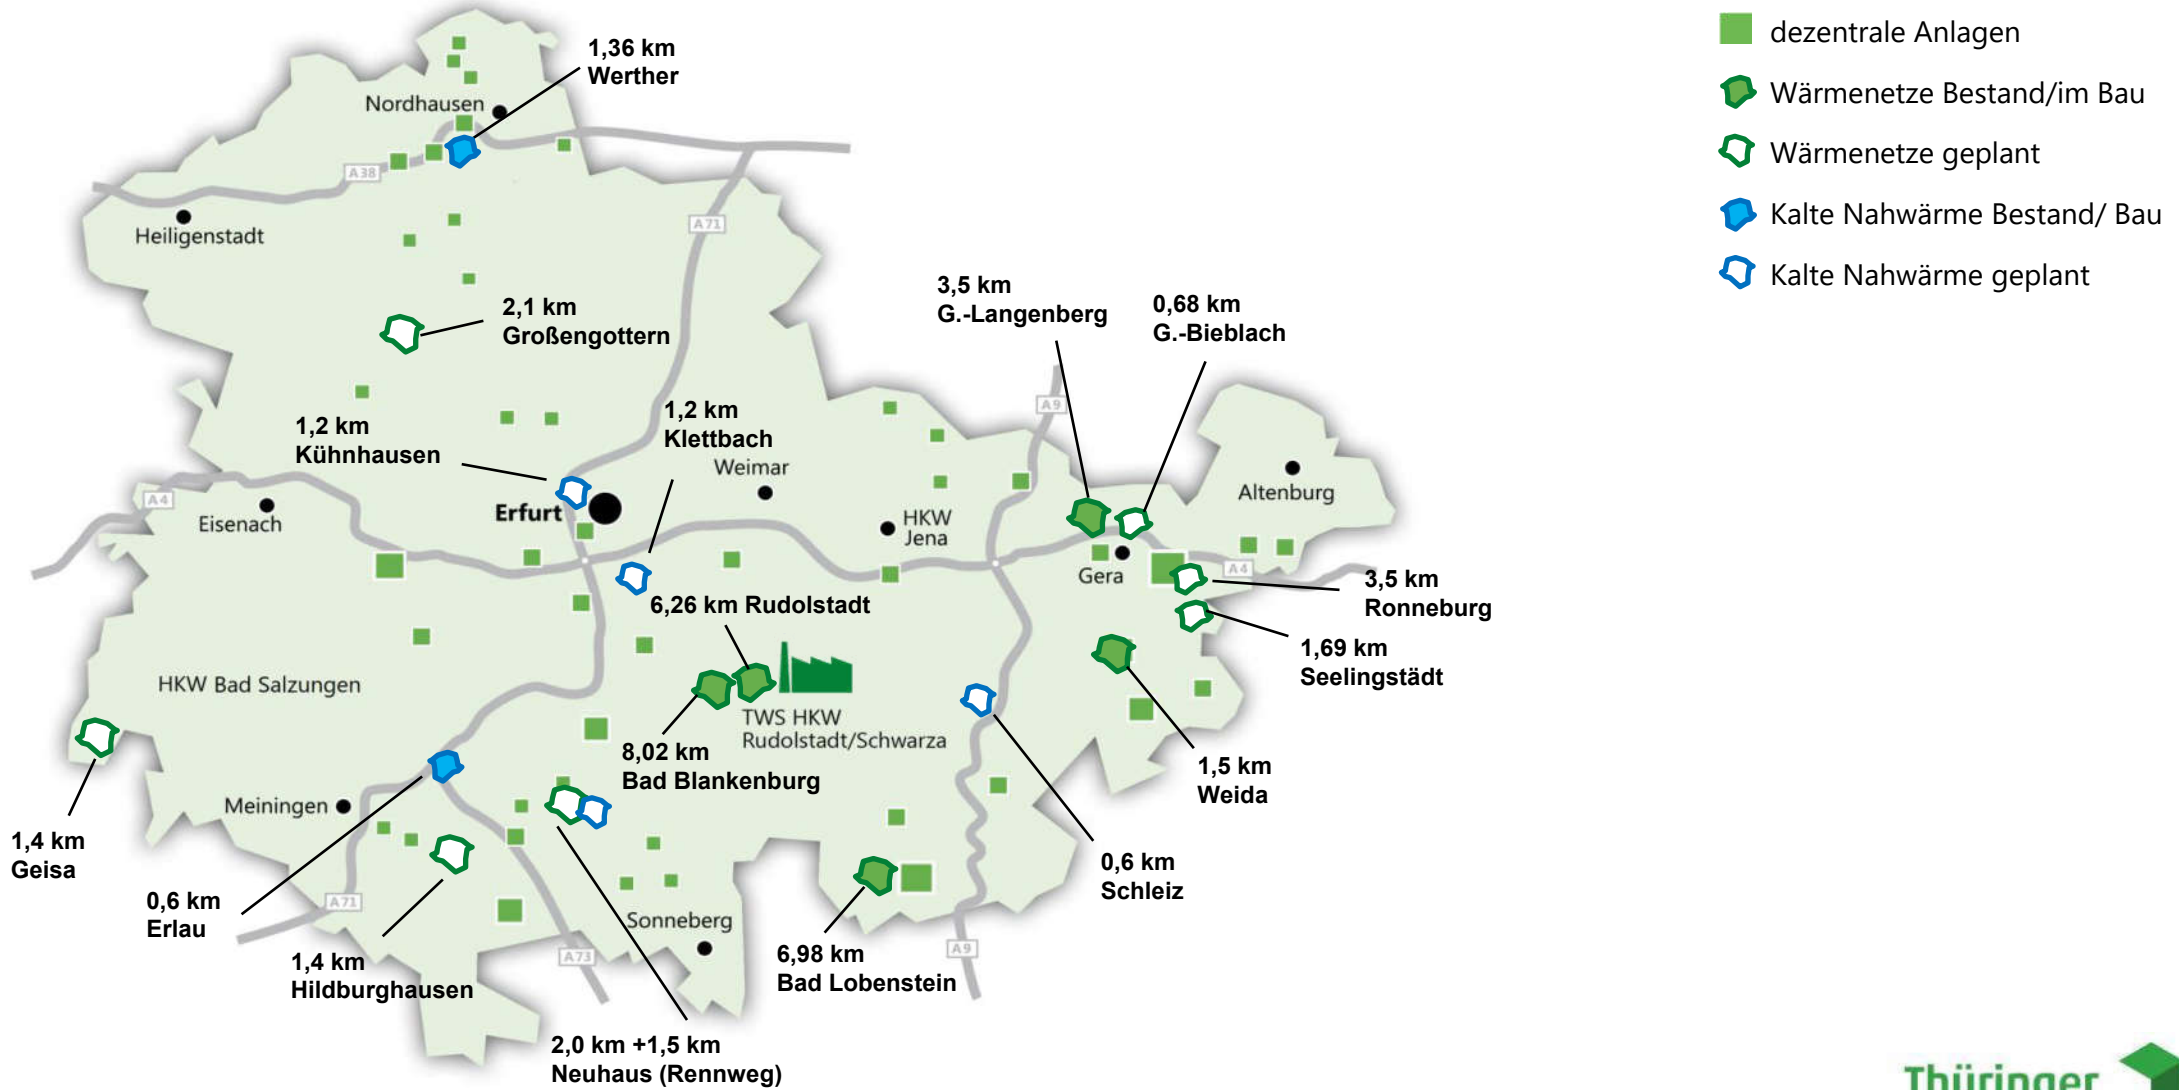 dezentrale Anlagen
Wärmenetze Bestand/im Bau
Wärmenetze geplant
Kalte Nahwärme Bestand/ Bau
Kalte Nahwärme geplant
1,36 km
Werther
Nordhausen
A38
Heiligenstadt
A71
2,1 km
Großengottern
3,5 km
G.-Langenberg
0,68 km
G.-Bieblach
A9
1,2 km
Kühnhausen
1,2 km
Klettbach
Weimar
Altenburg
A4
Eisenach
Erfurt
HKW
Jena
Gera
A4
3,5 km
Ronneburg
6,26 km Rudolstadt
1,69 km
Seelingstädt
HKW Bad Salzungen
TWS HKW
Rudolstadt/Schwarza
8,02 km
Bad Blankenburg
1,5 km
Weida
Meiningen
1,4 km
Geisa
0,6 km
Schleiz
0,6 km
Erlau
A71
Sonneberg
1,4 km
Hildburghausen
A73
6,98 km
Bad Lobenstein
A9
2,0 km +1,5 km
Neuhaus (Rennweg)
Thüringer